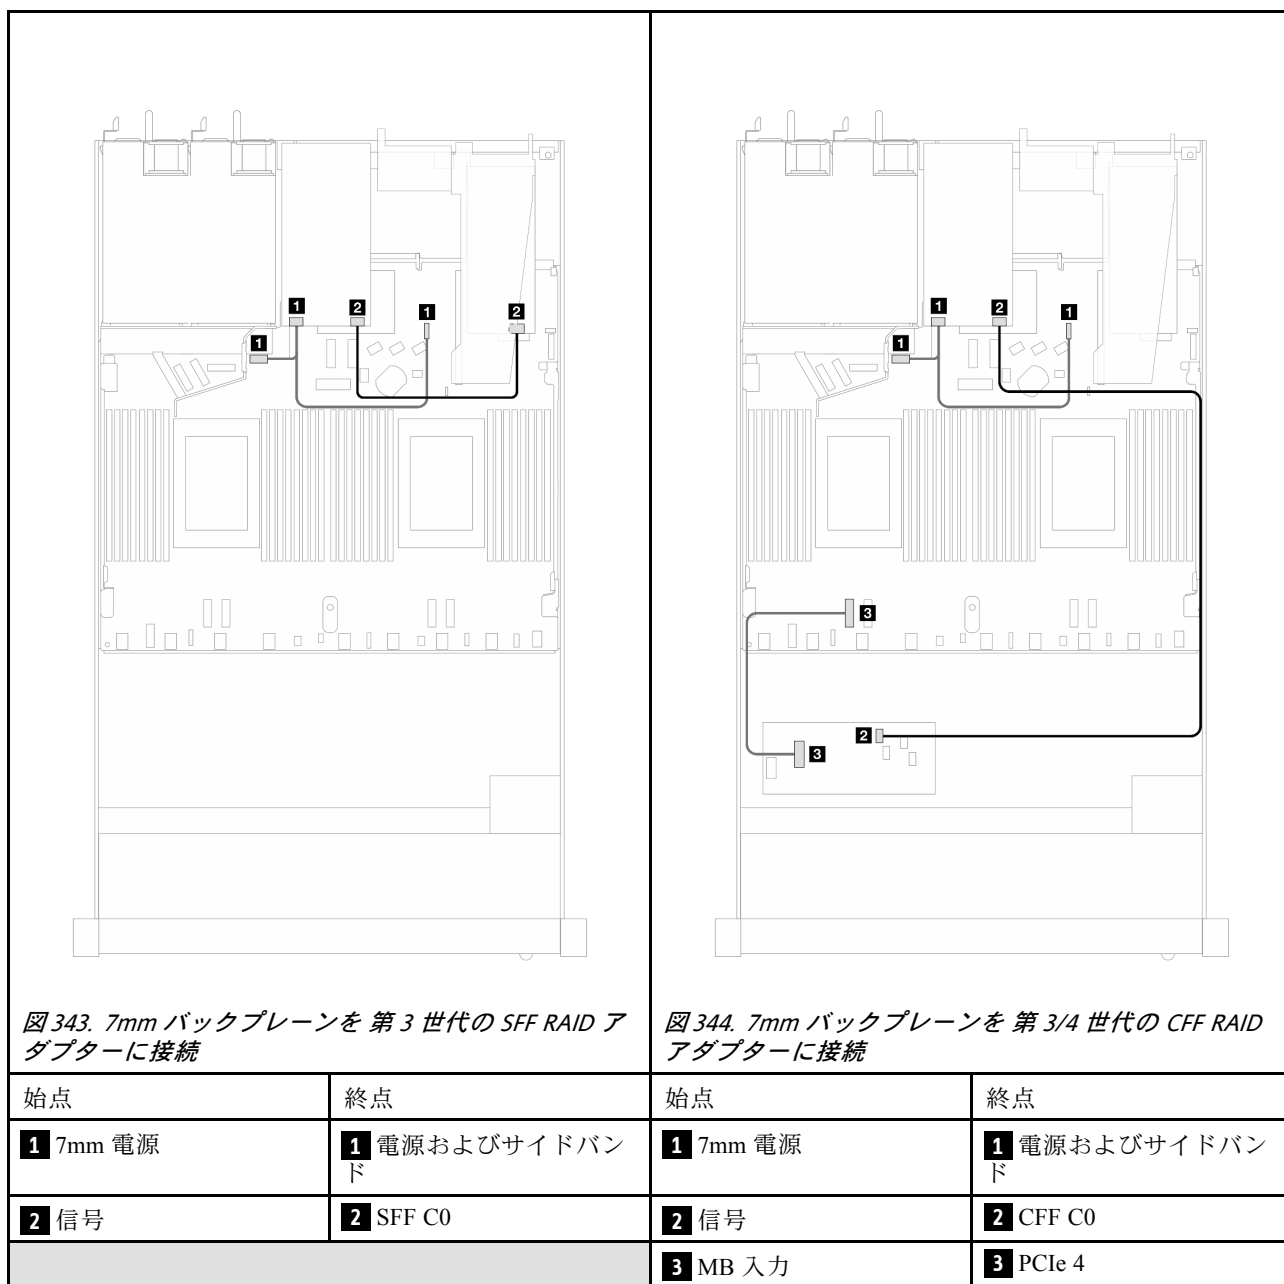 1
2
1
2
1
1
2
1
1
3
2
3
図 343. 7mm バックプレーンを 第 3 世代の SFF RAID ア
ダプターに接続
図 344. 7mm バックプレーンを 第 3/4 世代の CFF RAID
アダプターに接続
始点 終点 始点 終点
1 7mm 電源
1 電源およびサイドバン
ド
1 7mm 電源
1 電源およびサイドバン
ド
2 信号 2 SFF C0 2 信号 2 CFF C0
3 MB 入力 3 PCIe 4